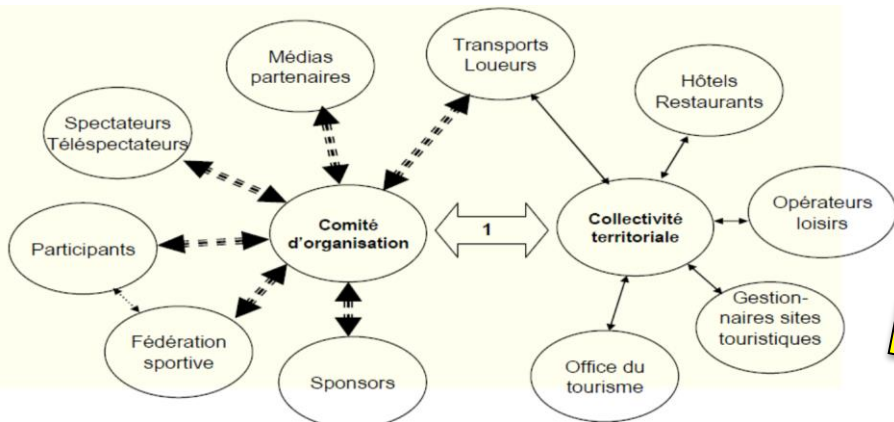 Médias
partenaires
Transports
Loueurs
Hôtels
Restaurants
Spectateurs
Téléspectateurs
Comité
d'organisation
1
Collectivité
territoriale
Opérateurs
loisirs
Participants
Fédération
sportive
Sponsors
Office du
tourisme
Gestion-
naires sites
touristiques